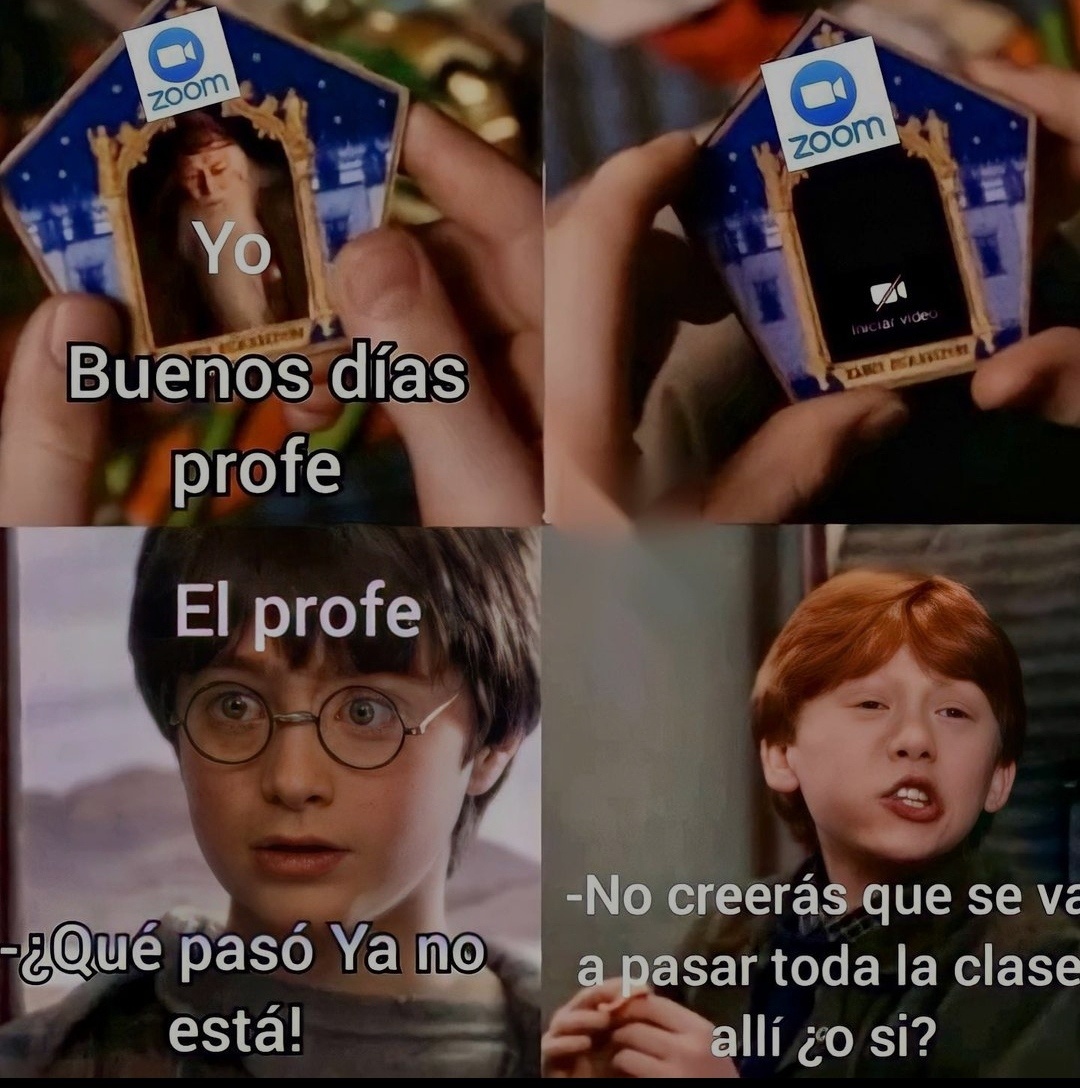 zoom
Yo
Buenos días
profe
zoom
Iniciar video
El profe
-¿Qué pasó Ya no
está!
-No creerás que se va
a pasar toda la clase
allí ¿o si?